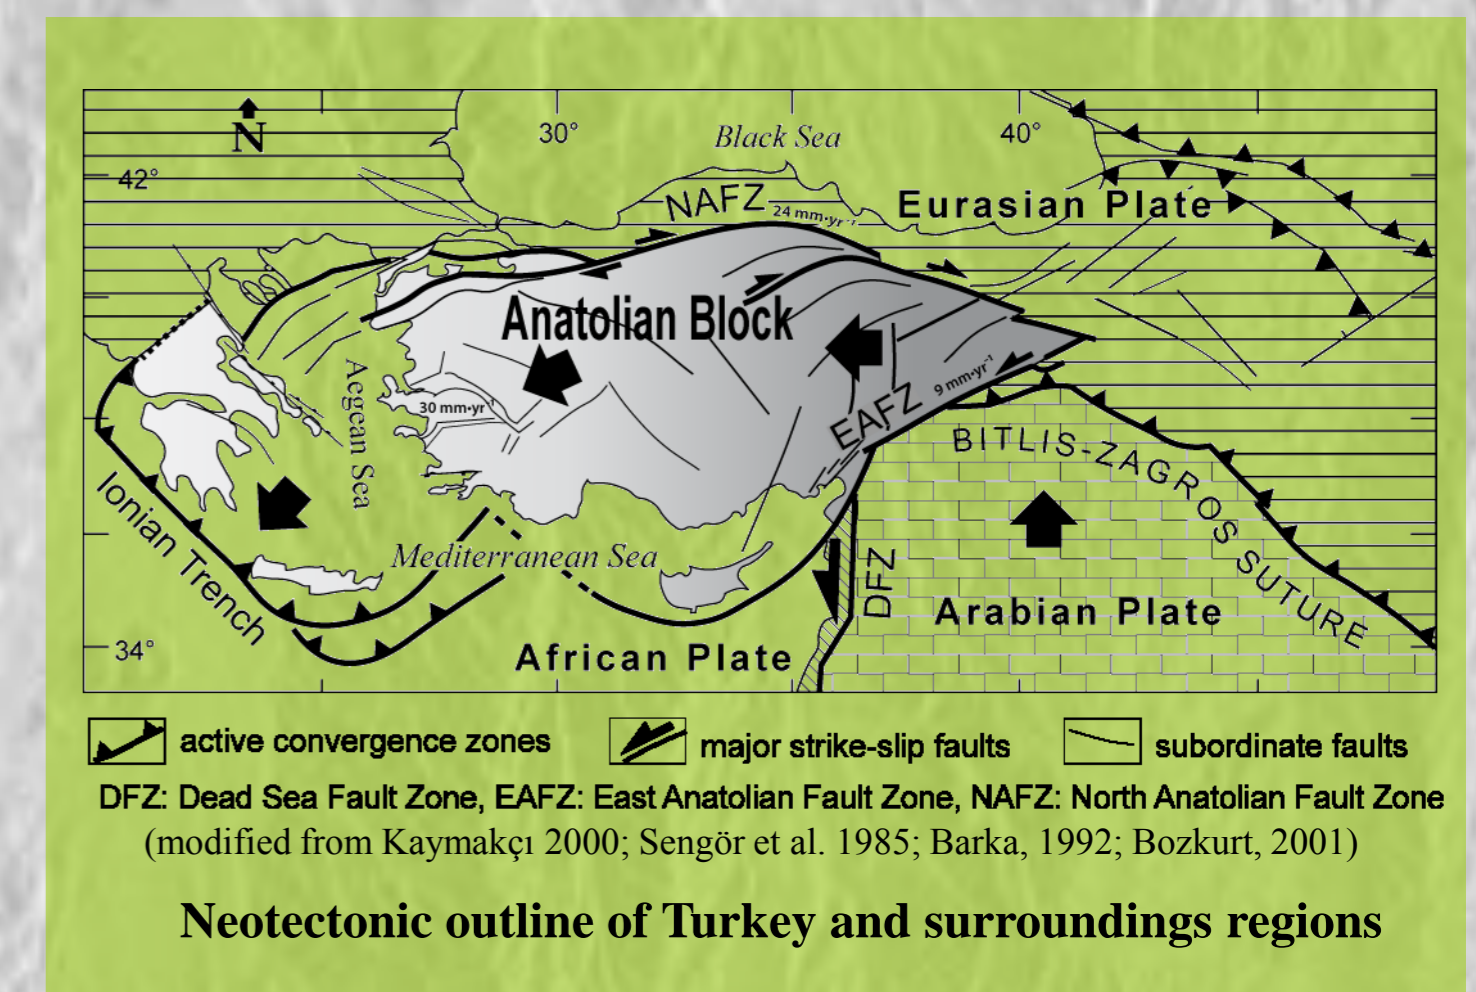 N
30°
Black Sea
40°
42°
NAFZ
24 mm·yr⁻¹
Eurasian Plate
Anatolian Block
Aegean Sea
30 mm·yr⁻¹
9 mm·yr⁻¹
EAFZ
BITLIS-ZAGROS SUTURE
Ionian Trench
Mediterranean Sea
DFZ
Arabian Plate
African Plate
34°
active convergence zones
major strike-slip faults
subordinate faults
DFZ: Dead Sea Fault Zone, EAFZ: East Anatolian Fault Zone, NAFZ: North Anatolian Fault Zone
(modified from Kaymakçı 2000; Sengör et al. 1985; Barka, 1992; Bozkurt, 2001)
Neotectonic outline of Turkey and surroundings regions